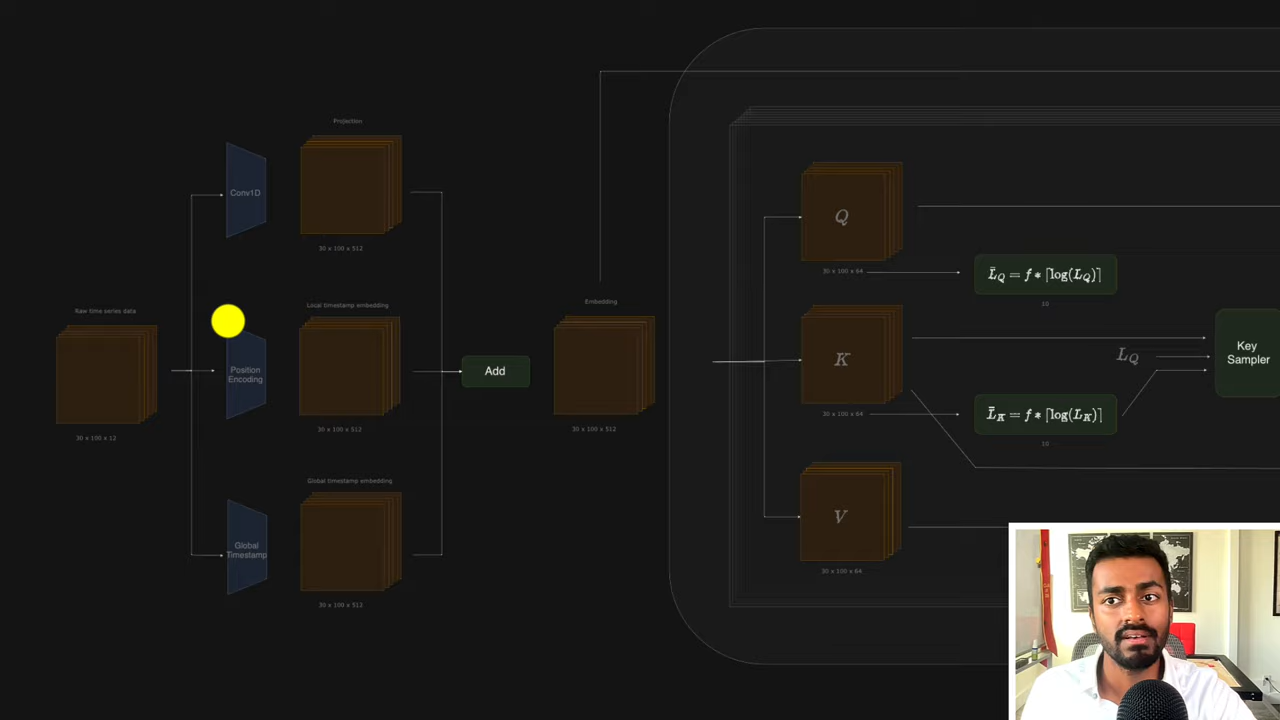 Projection
Conv1D
30 x 100 x 512
Raw time series data
30 x 100 x 12
Local timestamp embedding
Position
Encoding
30 x 100 x 512
Global timestamp embedding
Global
Timestamp
30 x 100 x 512
Add
Embedding
30 x 100 x 512
Q
30 x 100 x 64
L̄_Q = f * ⌈log(L_Q)⌉
K
30 x 100 x 64
L̄_K = f * ⌈log(L_K)⌉
L_Q
Key
Sampler
V
30 x 100 x 64